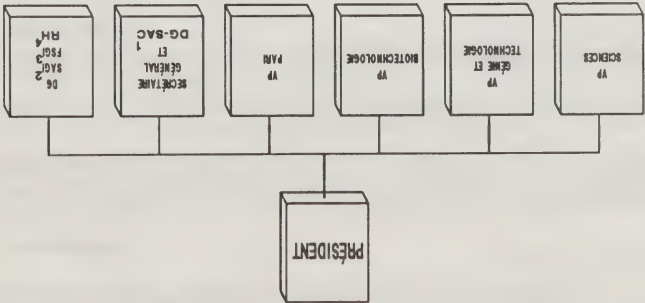 PRÉSIDENT
VP
SCIENCES
VP
GÉNIE ET
TECHNOLOGIE
VP
BIOTECHNOLOGIE
VP
PARI
SECRÉTAIRE
GÉNÉRAL
ET
DG-SAC 1
DG
SAGI 2
FSGI 3
RH 4